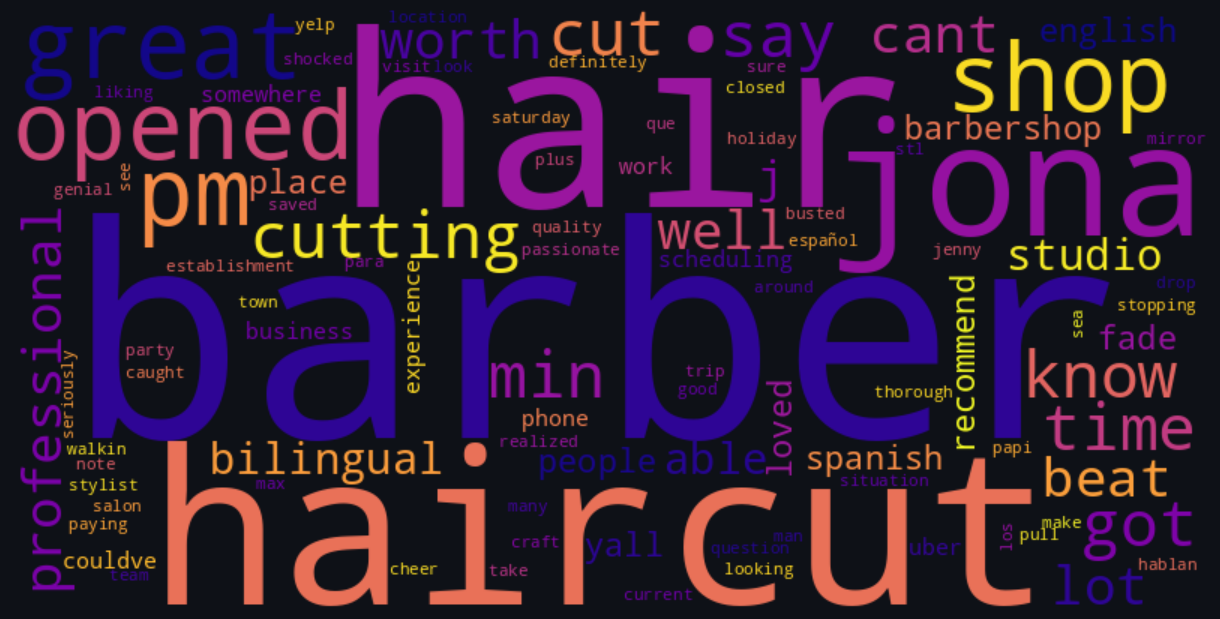 great
yelp
location
worth
cut
say
cant
english
shocked
visit
look
definitely
sure
shop
liking
somewhere
hair
closed
opened
saturday
que
holiday
barbershop
mirror
stl
see
plus
work
j
jona
genial
pm
place
saved
professional
cutting
quality
well
busted
español
passionate
jenny
studio
establishment
para
scheduling
experience
barber
around
recommend
drop
town
stopping
business
sea
fade
party
caught
min
trip
good
loved
thorough
know
seriously
phone
time
walkin
realized
papi
note
bilingual
people
able
spanish
beat
stylist
max
haircut
situation
salon
many
paying
los
make
got
pull
craft
yall
question
man
uber
couldve
team
cheer
take
looking
hablan
current
lot